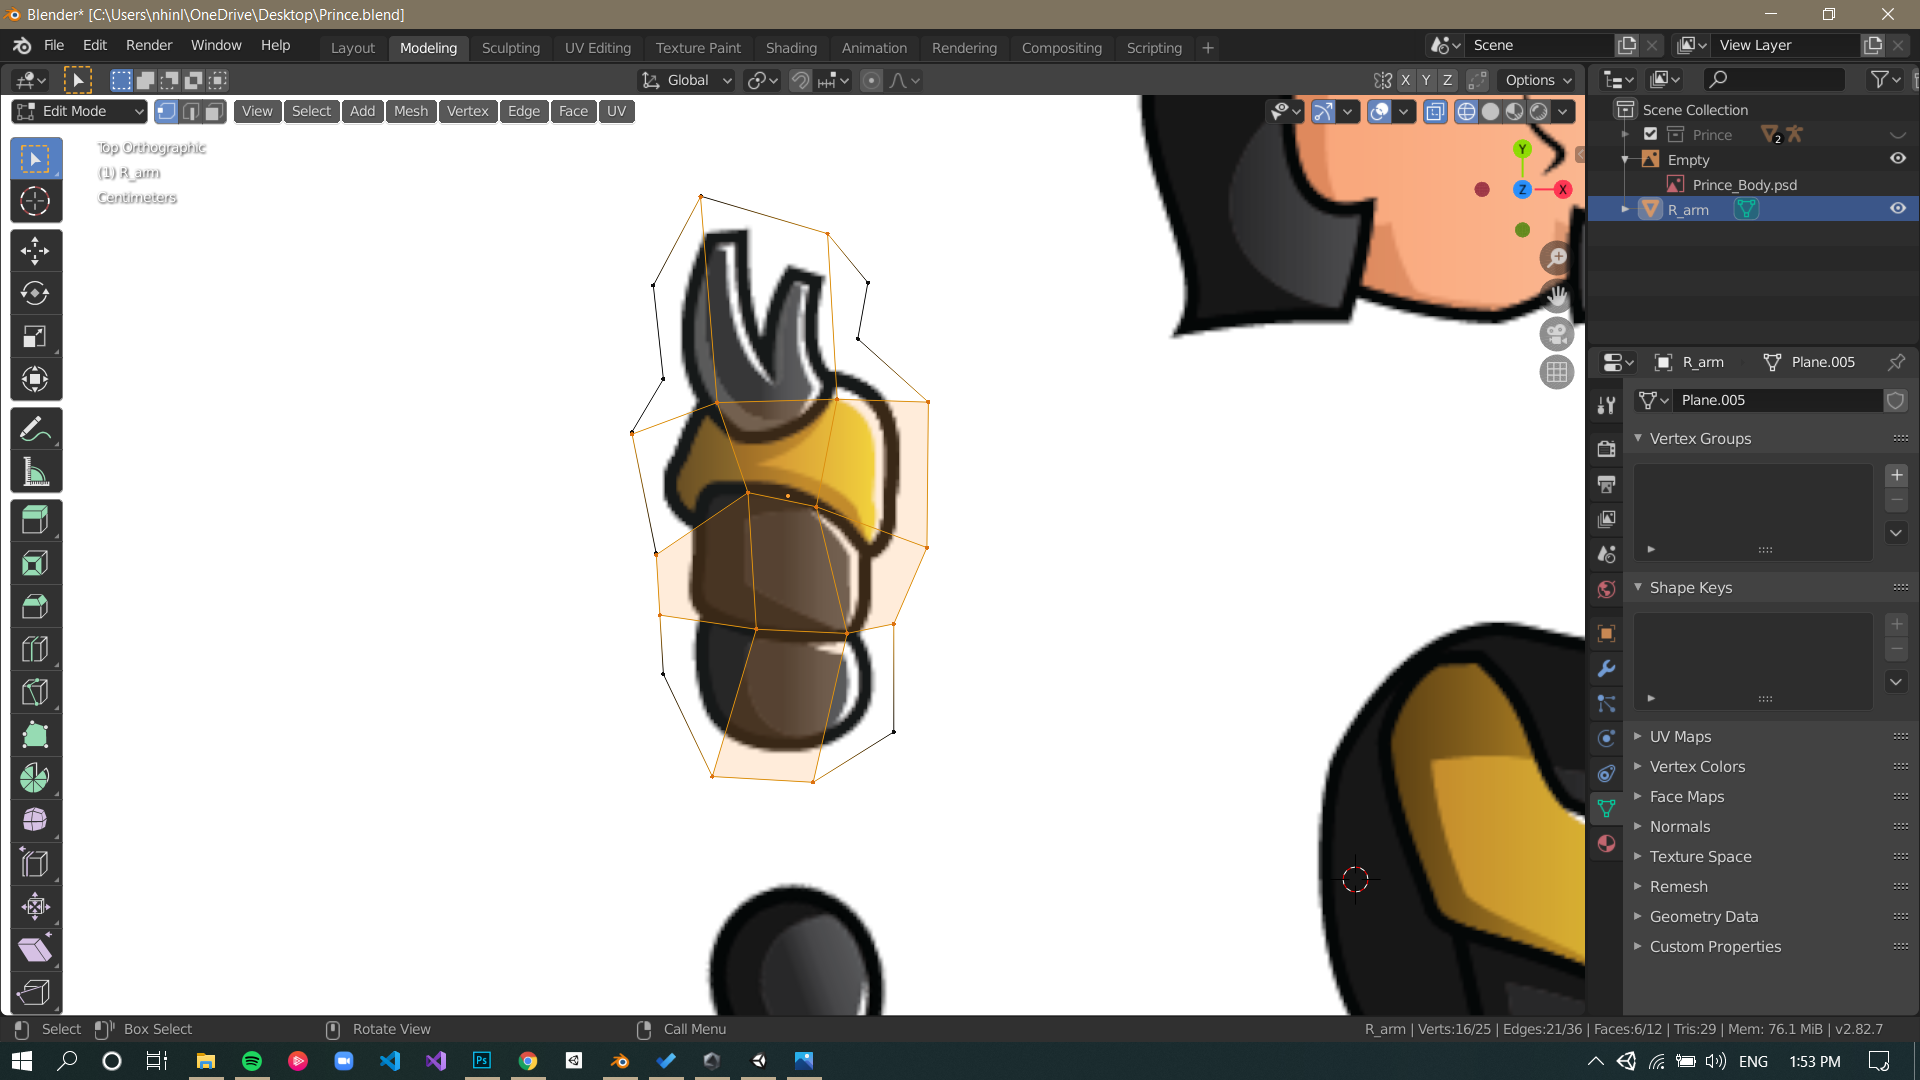 Blender* [C:\Users\nhinl\OneDrive\Desktop\Prince.blend]
File Edit Render Window Help
Layout Modeling Sculpting UV Editing Texture Paint Shading Animation Rendering Compositing Scripting +
Scene
View Layer
Global
X Y Z
Options
Edit Mode
View Select Add Mesh Vertex Edge Face UV
Top Orthographic
(1) R_arm
Centimeters
Y
Z
X
Scene Collection
Prince
2
Empty
Prince_Body.psd
R_arm
R_arm
Plane.005
Plane.005
Vertex Groups
Shape Keys
UV Maps
Vertex Colors
Face Maps
Normals
Texture Space
Remesh
Geometry Data
Custom Properties
Select
Box Select
Rotate View
Call Menu
R_arm | Verts:16/25 | Edges:21/36 | Faces:6/12 | Tris:29 | Mem: 76.1 MiB | v2.82.7
Ps
ENG
1:53 PM